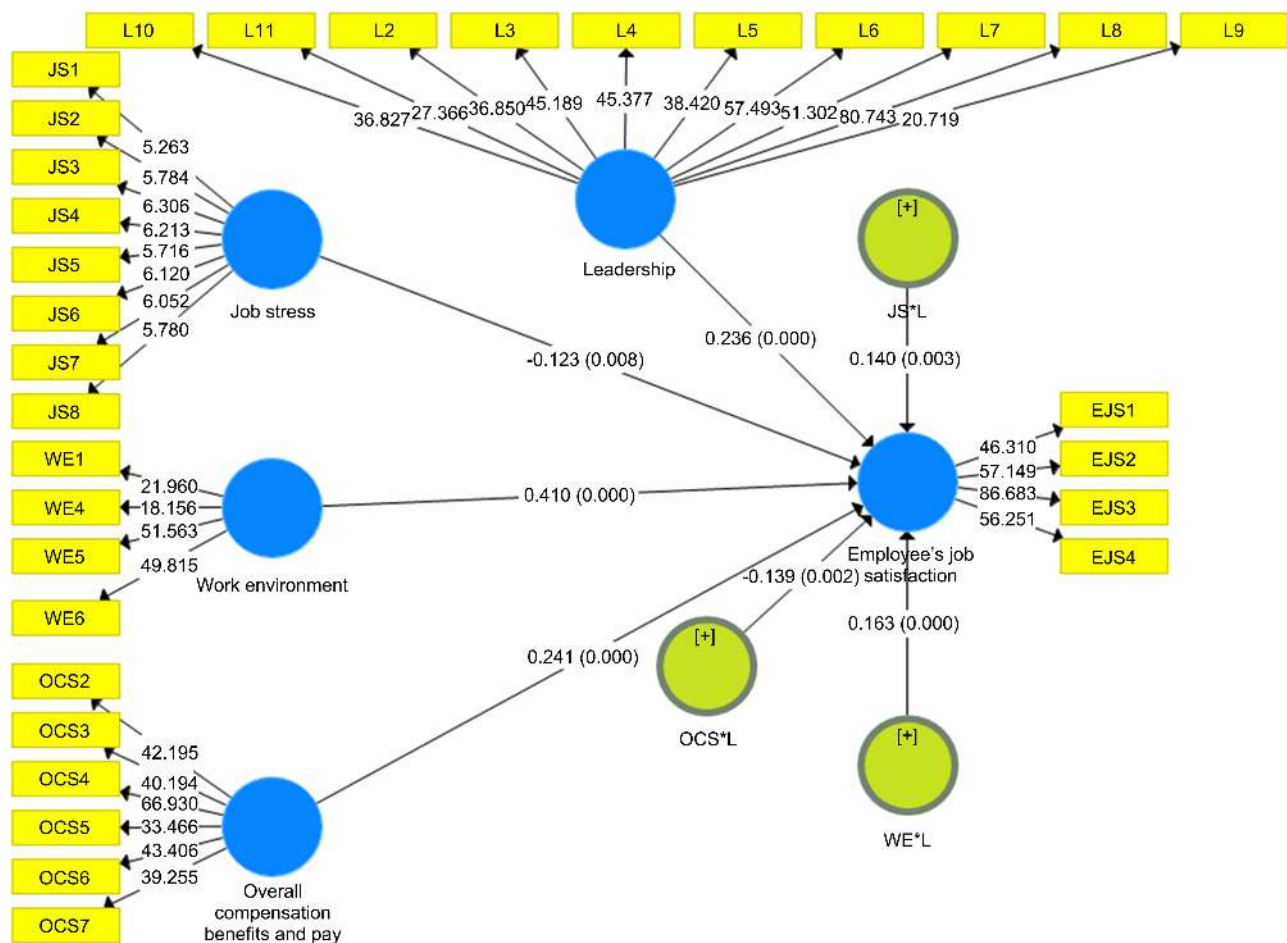 L10
L11
L2
L3
L4
L5
L6
L7
L8
L9
36.827
27.366
36.850
45.189
45.377
38.420
57.493
51.302
80.743
20.719
Leadership
JS1
JS2
JS3
JS4
JS5
JS6
JS7
JS8
5.263
5.784
6.306
6.213
5.716
6.120
6.052
5.780
Job stress
[+]
JS*L
0.236 (0.000)
-0.123 (0.008)
0.140 (0.003)
WE1
WE4
WE5
WE6
21.960
18.156
51.563
49.815
Work environment
0.410 (0.000)
Employee's job
satisfaction
46.310
57.149
86.683
56.251
EJS1
EJS2
EJS3
EJS4
-0.139 (0.002)
0.163 (0.000)
0.241 (0.000)
[+]
OCS*L
[+]
WE*L
OCS2
OCS3
OCS4
OCS5
OCS6
OCS7
42.195
40.194
66.930
33.466
43.406
39.255
Overall
compensation
benefits and pay